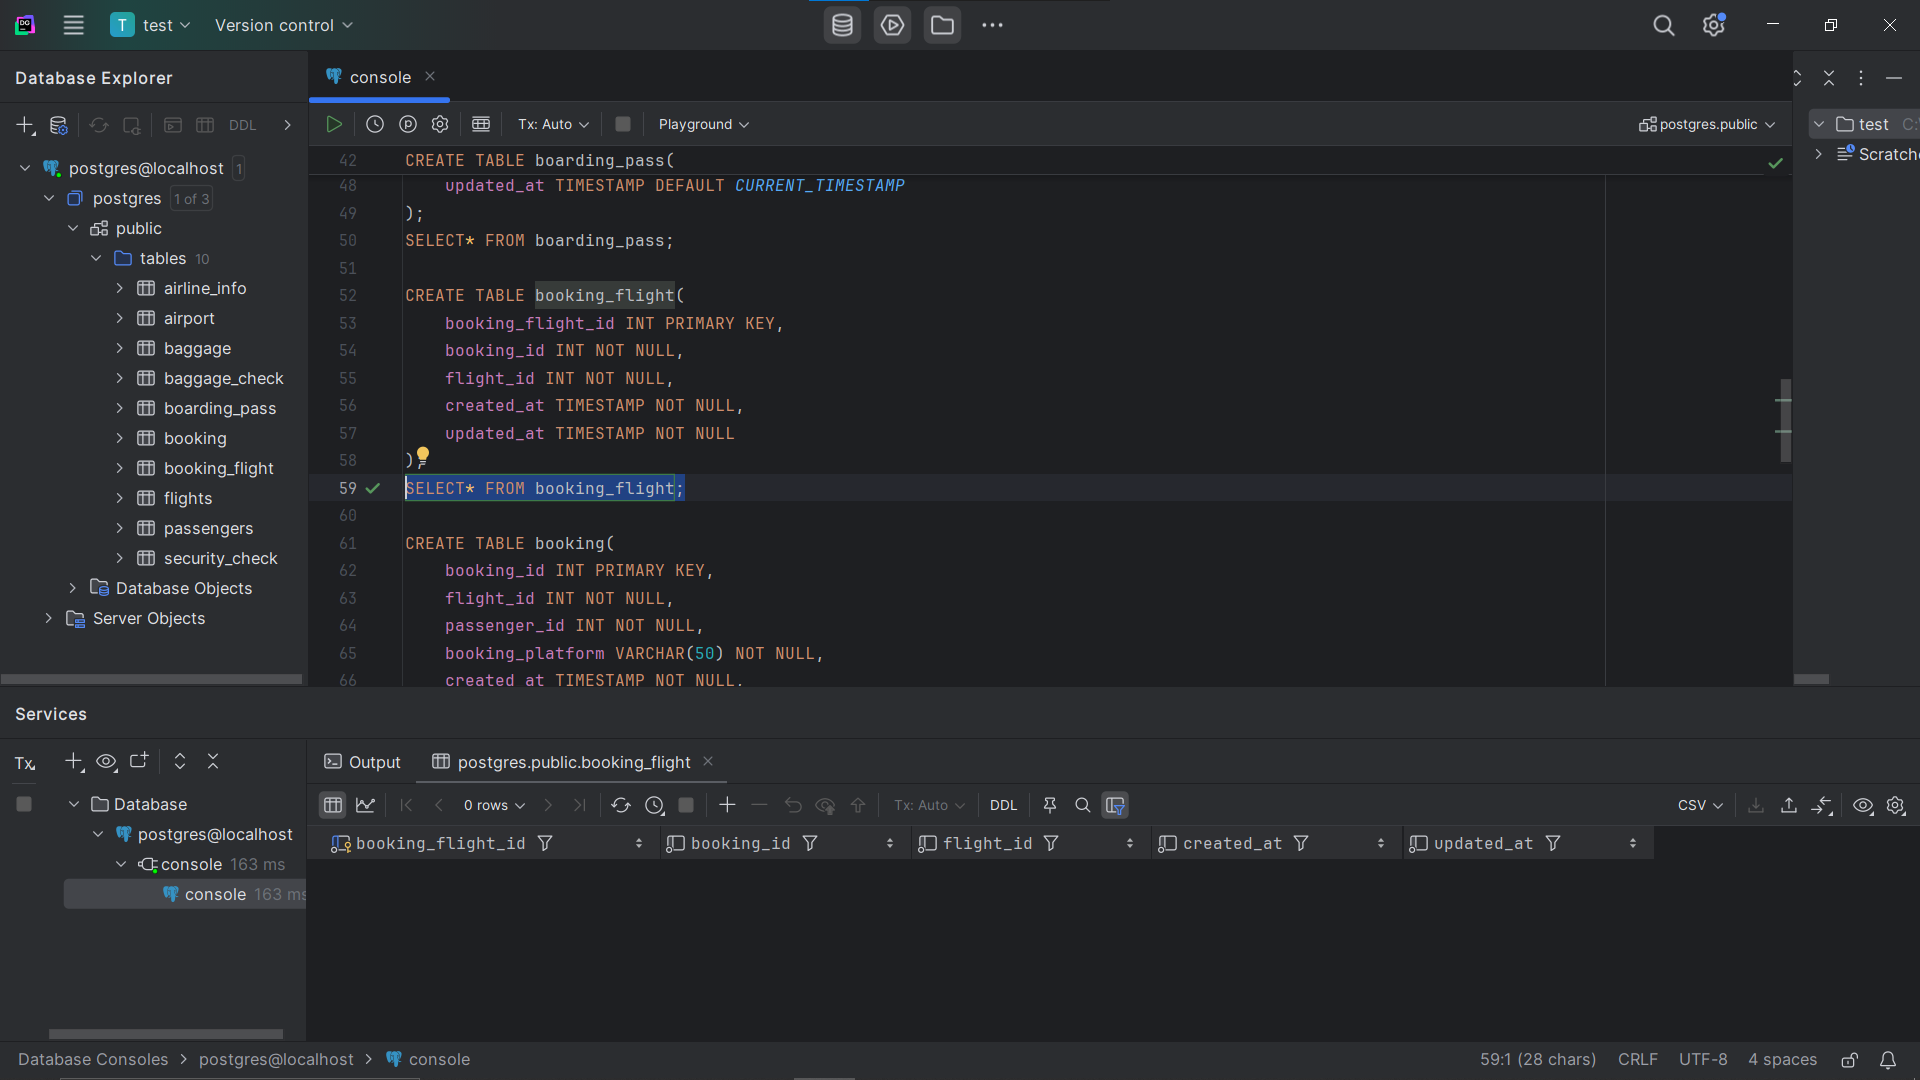 T test Version control
Database Explorer
console
DDL
Tx: Auto Playground postgres.public
postgres@localhost 1
postgres 1 of 3
public
tables 10
airline_info
airport
baggage
baggage_check
boarding_pass
booking
booking_flight
flights
passengers
security_check
Database Objects
Server Objects
42 CREATE TABLE boarding_pass(
48 updated_at TIMESTAMP DEFAULT CURRENT_TIMESTAMP
49 );
50 SELECT* FROM boarding_pass;
51
52 CREATE TABLE booking_flight(
53 booking_flight_id INT PRIMARY KEY,
54 booking_id INT NOT NULL,
55 flight_id INT NOT NULL,
56 created_at TIMESTAMP NOT NULL,
57 updated_at TIMESTAMP NOT NULL
58 );
59 SELECT* FROM booking_flight;
60
61 CREATE TABLE booking(
62 booking_id INT PRIMARY KEY,
63 flight_id INT NOT NULL,
64 passenger_id INT NOT NULL,
65 booking_platform VARCHAR(50) NOT NULL,
66 created_at TIMESTAMP NOT NULL,
test C:\
Scratche
Services
Tx
Database
postgres@localhost
console 163 ms
console 163 ms
Output postgres.public.booking_flight
0 rows Tx: Auto DDL CSV
booking_flight_id booking_id flight_id created_at updated_at
Database Consoles > postgres@localhost > console
59:1 (28 chars) CRLF UTF-8 4 spaces